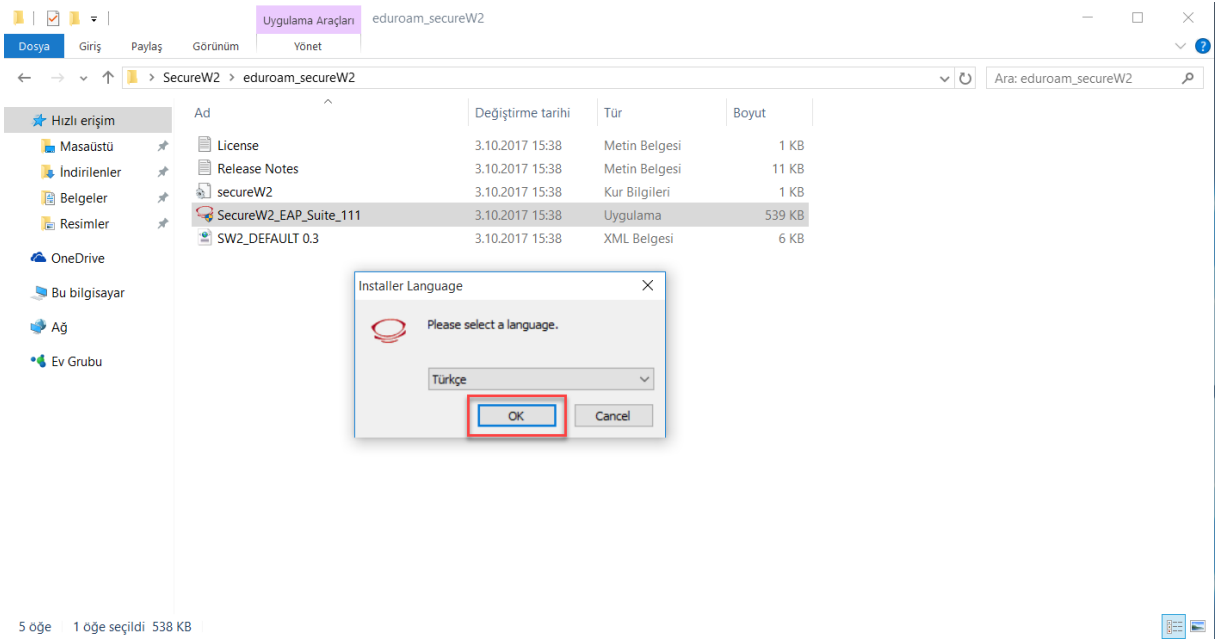 Uygulama Araçları eduroam_secureW2
Dosya Giriş Paylaş Görünüm Yönet
SecureW2 eduroam_secureW2 Ara: eduroam_secureW2
Ad Değiştirme tarihi Tür Boyut
Hızlı erişim
Masaüstü
İndirilenler
Belgeler
Resimler
OneDrive
Bu bilgisayar
Ağ
Ev Grubu
License 3.10.2017 15:38 Metin Belgesi 1 KB
Release Notes 3.10.2017 15:38 Metin Belgesi 11 KB
secureW2 3.10.2017 15:38 Kur Bilgileri 1 KB
SecureW2_EAP_Suite_111 3.10.2017 15:38 Uygulama 539 KB
SW2_DEFAULT 0.3 3.10.2017 15:38 XML Belgesi 6 KB
Installer Language
Please select a language.
Türkçe
OK Cancel
5 öğe 1 öğe seçildi 538 KB